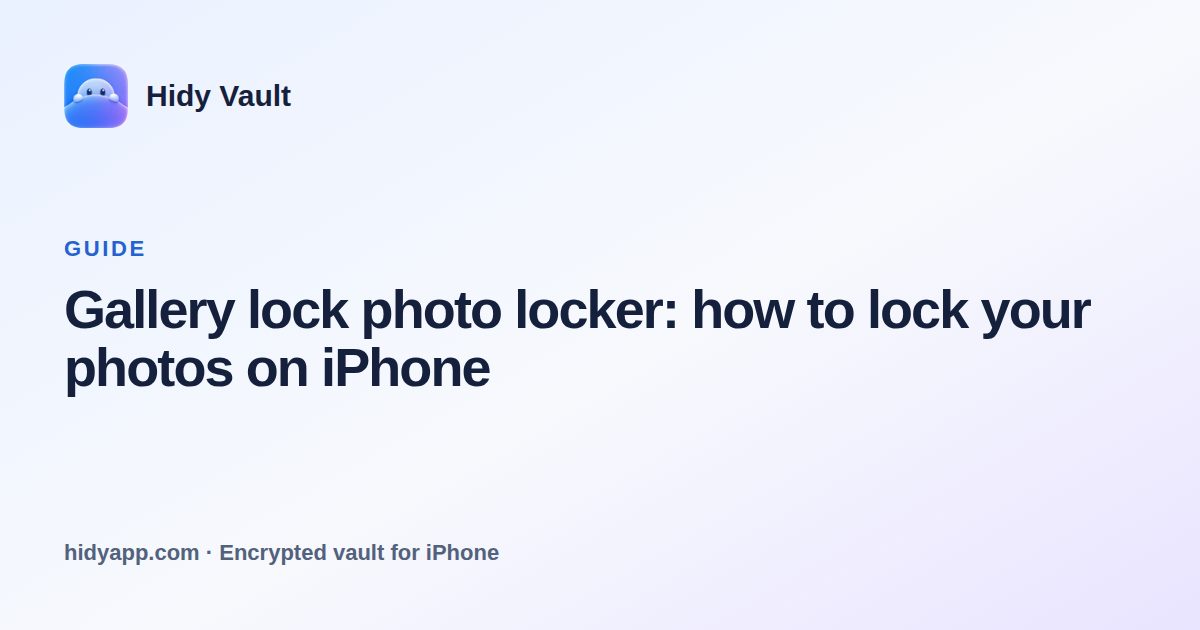 Hidy Vault
GUIDE
Gallery lock photo locker: how to lock your
photos on iPhone
hidyapp.com · Encrypted vault for iPhone